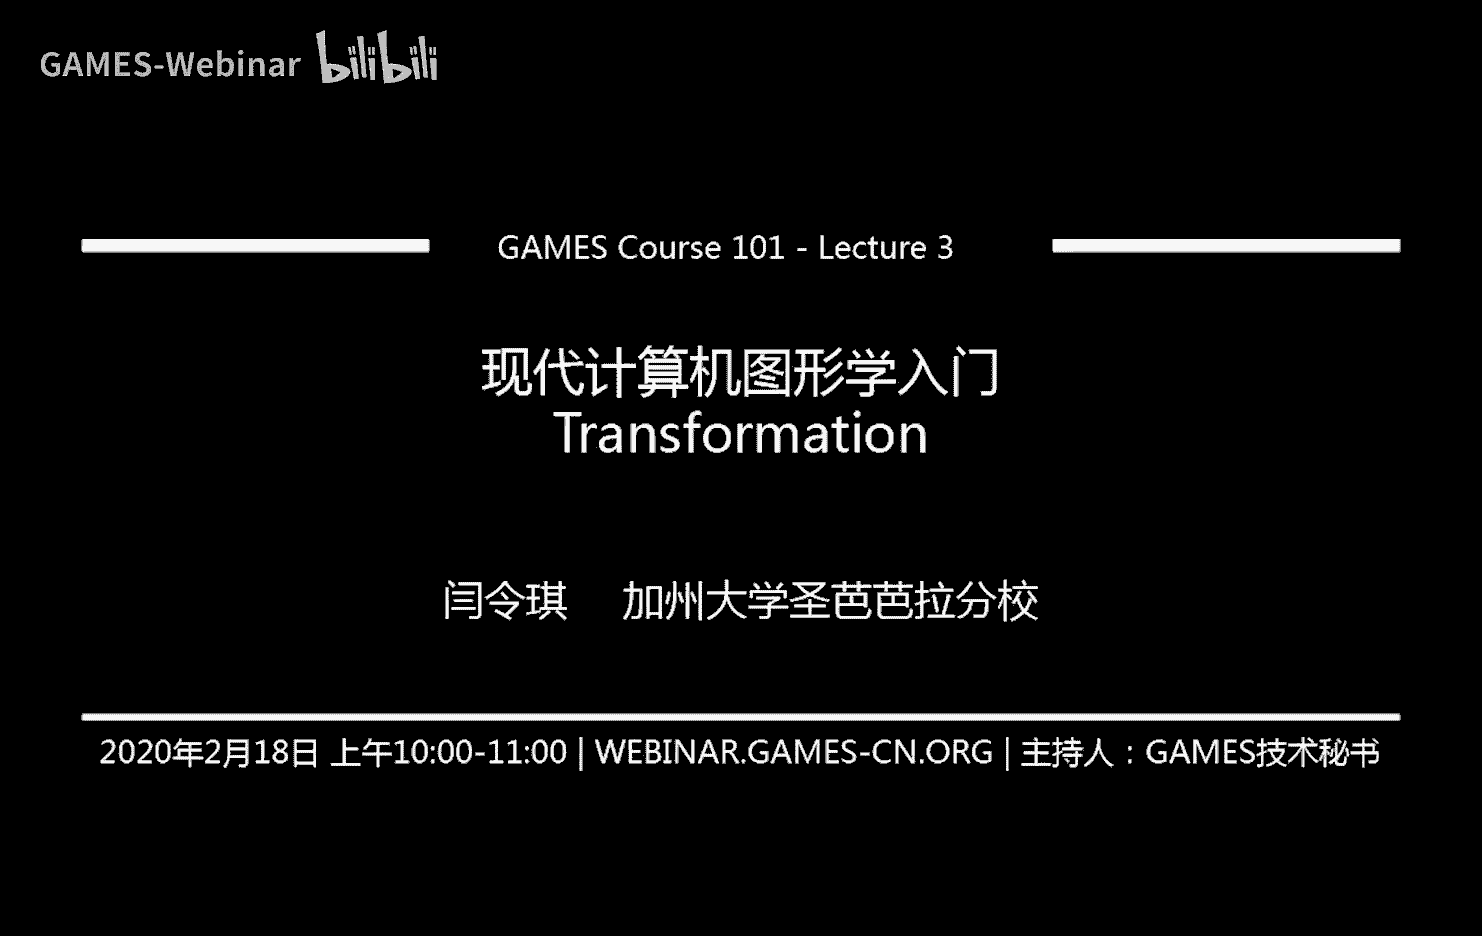 GAMES-Webinar bilibili
GAMES Course 101 - Lecture 3
现代计算机图形学入门
Transformation
闫令琪 加州大学圣芭芭拉分校
2020年2月18日 上午10:00-11:00 | WEBINAR.GAMES-CN.ORG | 主持人：GAMES技术秘书